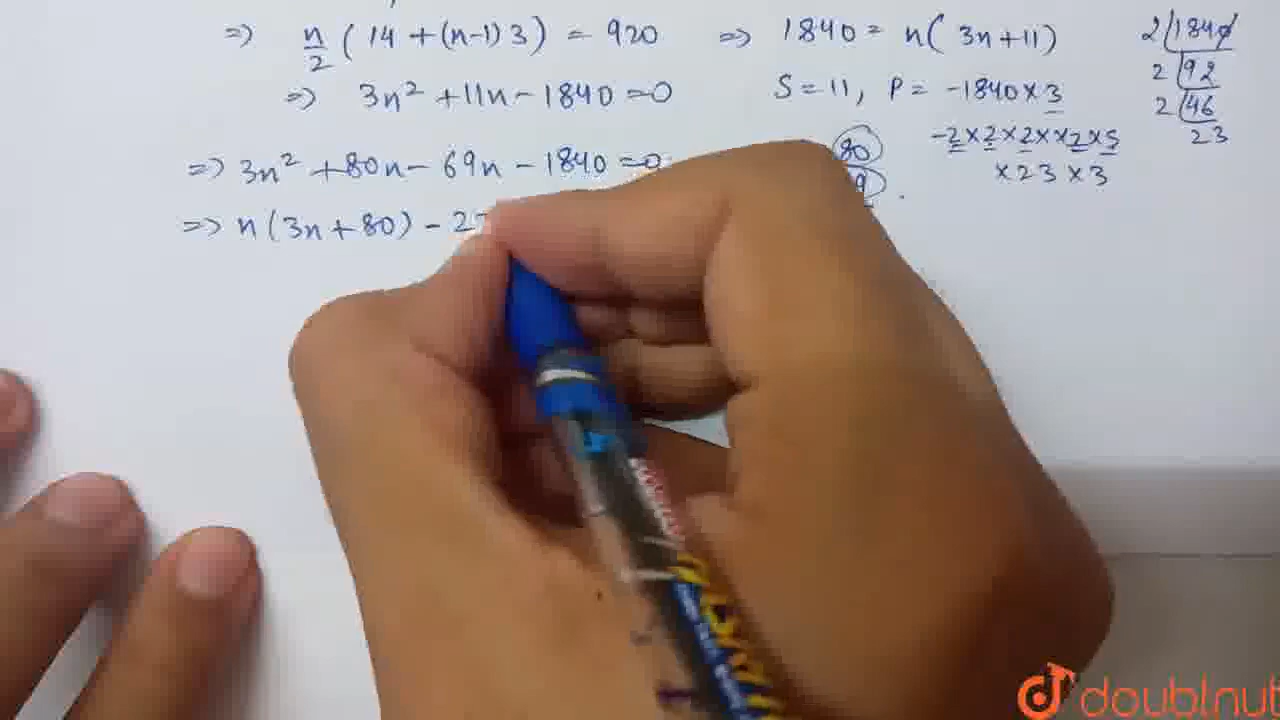 => n/2 ( 14 + (n-1) 3 ) = 920 => 1840 = n( 3n + 11)
=> 3n² + 11n - 1840 = 0 S = 11, P = -1840 × 3
-2 × 2 × 2 × × 2 × 5
× 23 × 3
=> 3n² + 80n - 69n - 1840 = 0
80
=> n (3n + 80) - 2
2 1840
2 92
2 46
23
doubtnut